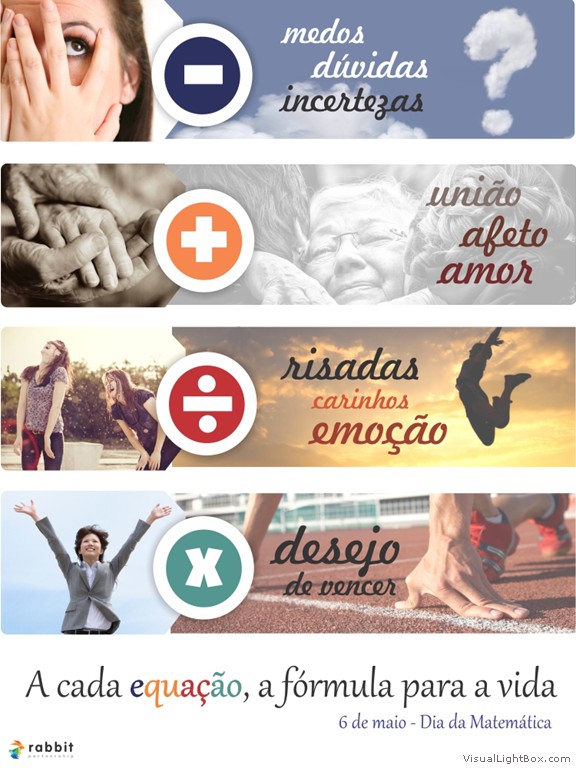 medos
dúvidas
incertezas
união
afeto
amor
risadas
carinhos
emoção
x desejo
de vencer
A cada equação, a fórmula para a vida
6 de maio - Dia da Matemática
rabbit
partnership
VisualLightBox.com